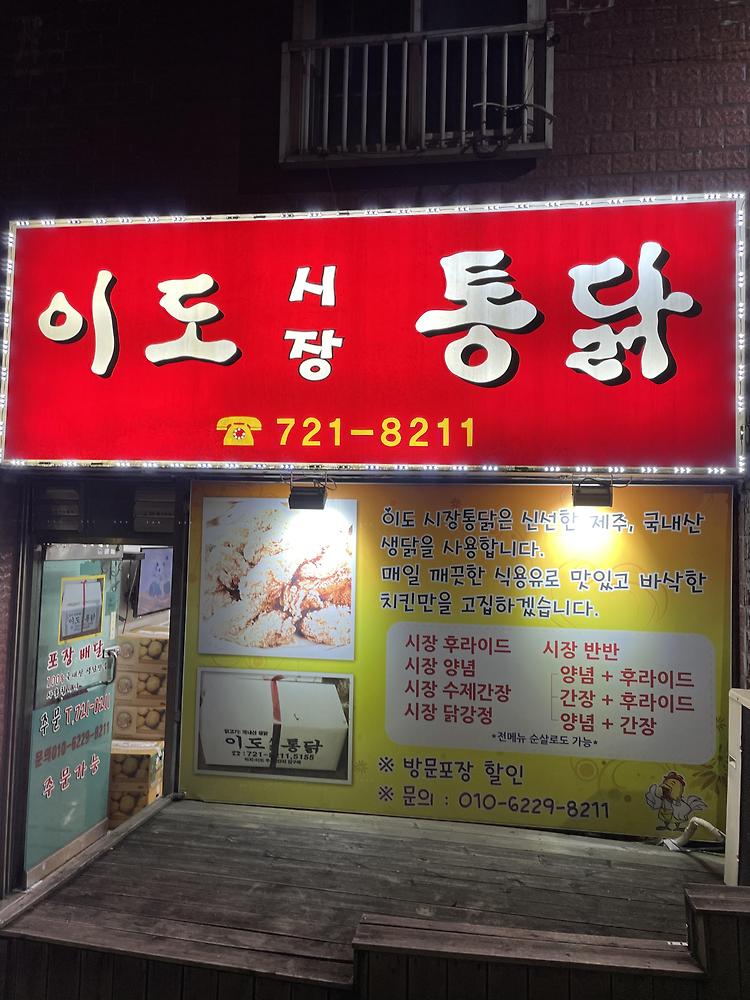 이도 시장 통닭
721-8211
이도 시장통닭은 신선한 제주, 국내산
생닭을 사용합니다.
매일 깨끗한 식용유로 맛있고 바삭한
치킨만을 고집하겠습니다.
시장 후라이드
시장 양념
시장 수제간장
시장 닭강정
시장 반반
양념 + 후라이드
간장 + 후라이드
양념 + 간장
*전메뉴 순살로도 가능*
※ 방문포장 할인
※ 문의 : 010-6229-8211
이도 통닭
☎:721-8211,5155
포장 배달
주문 T.721-8211
문의010-6229-8211
주문가능